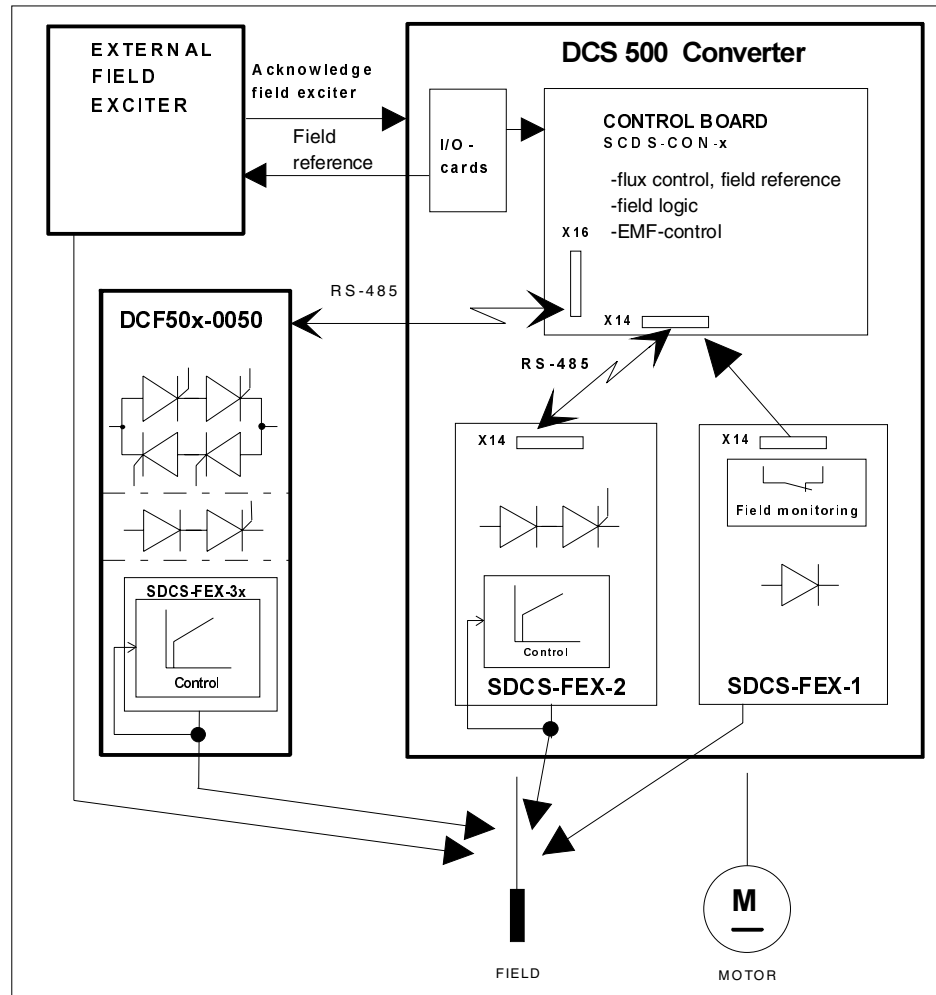 EXTERNAL
FIELD
EXCITER
Acknowledge
field exciter
Field
reference
DCS 500 Converter
I/O-
cards
CONTROL BOARD
SCDS-CON-x
-flux control, field reference
-field logic
-EMF-control
X16
X14
RS-485
DCF50x-0050
RS-485
X14
X14
Field monitoring
SDCS-FEX-3x
Control
Control
SDCS-FEX-2
SDCS-FEX-1
M
FIELD
MOTOR